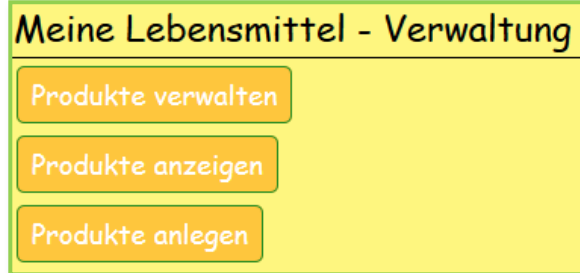 Meine Lebensmittel - Verwaltung
Produkte verwalten
Produkte anzeigen
Produkte anlegen